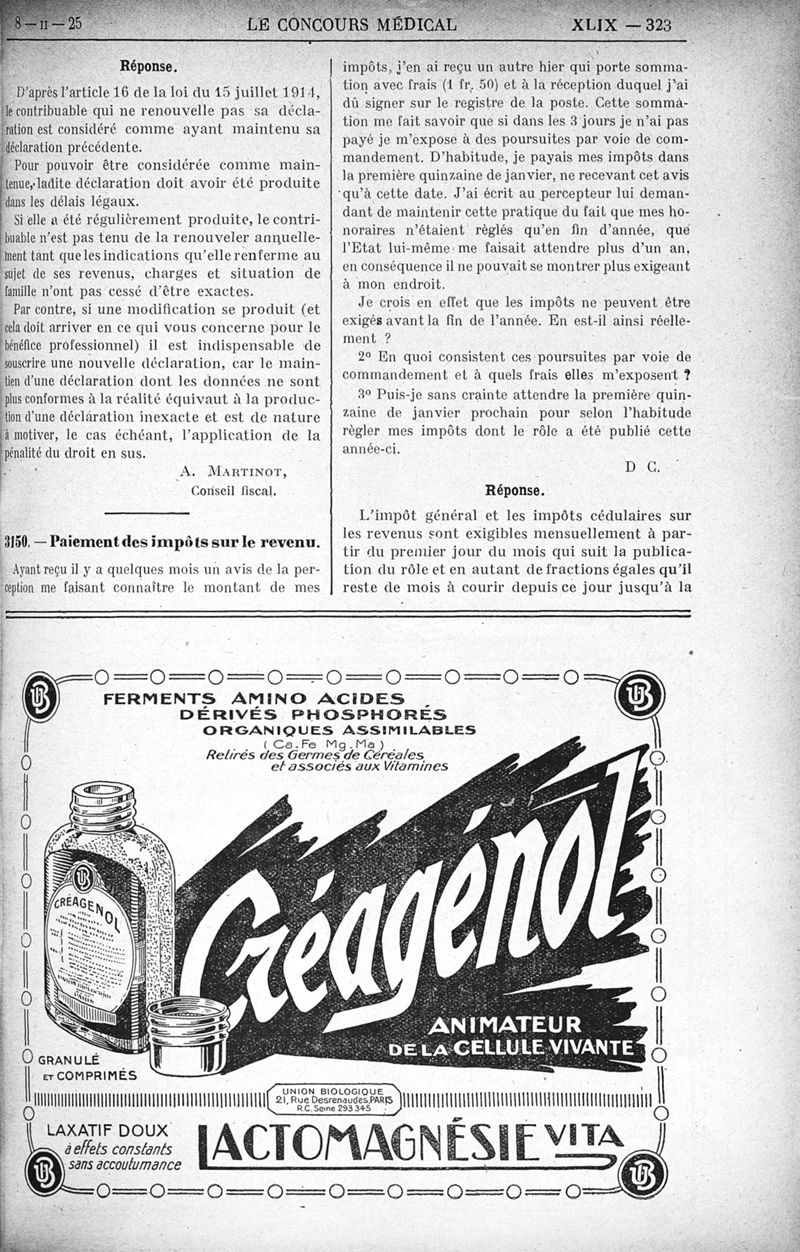 8 — II — 25
LE CONCOURS MÉDICAL
XLIX — 323
Réponse.
D'après l'article 16 de la loi du 15 juillet 1914,
le contribuable qui ne renouvelle pas sa décla-
ration est considéré comme ayant maintenu sa
déclaration précédente.
Pour pouvoir être considérée comme main-
tenue, ladite déclaration doit avoir été produite
dans les délais légaux.
Si elle a été régulièrement produite, le contri-
buable n'est pas tenu de la renouveler annuelle-
ment tant que les indications qu'elle renferme au
sujet de ses revenus, charges et situation de
famille n'ont pas cessé d'être exactes.
Par contre, si une modification se produit (et
cela doit arriver en ce qui vous concerne pour le
bénéfice professionnel) il est indispensable de
souscrire une nouvelle déclaration, car le main-
tien d'une déclaration dont les données ne sont
plus conformes à la réalité équivaut à la produc-
tion d'une déclaration inexacte et est de nature
à motiver, le cas échéant, l'application de la
pénalité du droit en sus.
A. MARTINOT,
Conseil fiscal.
3150. — Paiement des impôts sur le revenu.
Ayant reçu il y a quelques mois un avis de la per-
ception me faisant connaître le montant de mes
impôts, j'en ai reçu un autre hier qui porte somma-
tion avec frais (1 fr. 50) et à la réception duquel j'ai
dû signer sur le registre de la poste. Cette somma-
tion me fait savoir que si dans les 3 jours je n'ai pas
payé je m'expose à des poursuites par voie de com-
mandement. D'habitude, je payais mes impôts dans
la première quinzaine de janvier, ne recevant cet avis
qu'à cette date. J'ai écrit au percepteur lui deman-
dant de maintenir cette pratique du fait que mes ho-
noraires n'étaient règlés qu'en fin d'année, que
l'Etat lui-même me faisait attendre plus d'un an,
en conséquence il ne pouvait se montrer plus exigeant
à mon endroit.
Je crois en effet que les impôts ne peuvent être
exigés avant la fin de l'année. En est-il ainsi réelle-
ment ?
2º En quoi consistent ces poursuites par voie de
commandement et à quels frais elles m'exposent ?
3º Puis-je sans crainte attendre la première quin-
zaine de janvier prochain pour selon l'habitude
règler mes impôts dont le rôle a été publié cette
année-ci.
D C.
Réponse.
L'impôt général et les impôts cédulaires sur
les revenus sont exigibles mensuellement à par-
tir du premier jour du mois qui suit la publica-
tion du rôle et en autant de fractions égales qu'il
reste de mois à courir depuis ce jour jusqu'à la
UB
UB
FERMENTS AMINO ACIDES
DÉRIVÉS PHOSPHORÉS
ORGANIQUES ASSIMILABLES
( Ca. Fe Mg. Ma )
Retirés des Germes de Céréales
et associés aux Vitamines
UB
CRÉAGENOL
Créagénol
ANIMATEUR
DE LA CELLULE VIVANTE
GRANULÉ
ET COMPRIMÉS
UNION BIOLOGIQUE
21, Rue Desrenaudes, PARIS
R.C. Seine 293 345
LAXATIF DOUX
à effets constants
sans accoutumance
LACTOMAGNÉSIE VITA
UB
UB